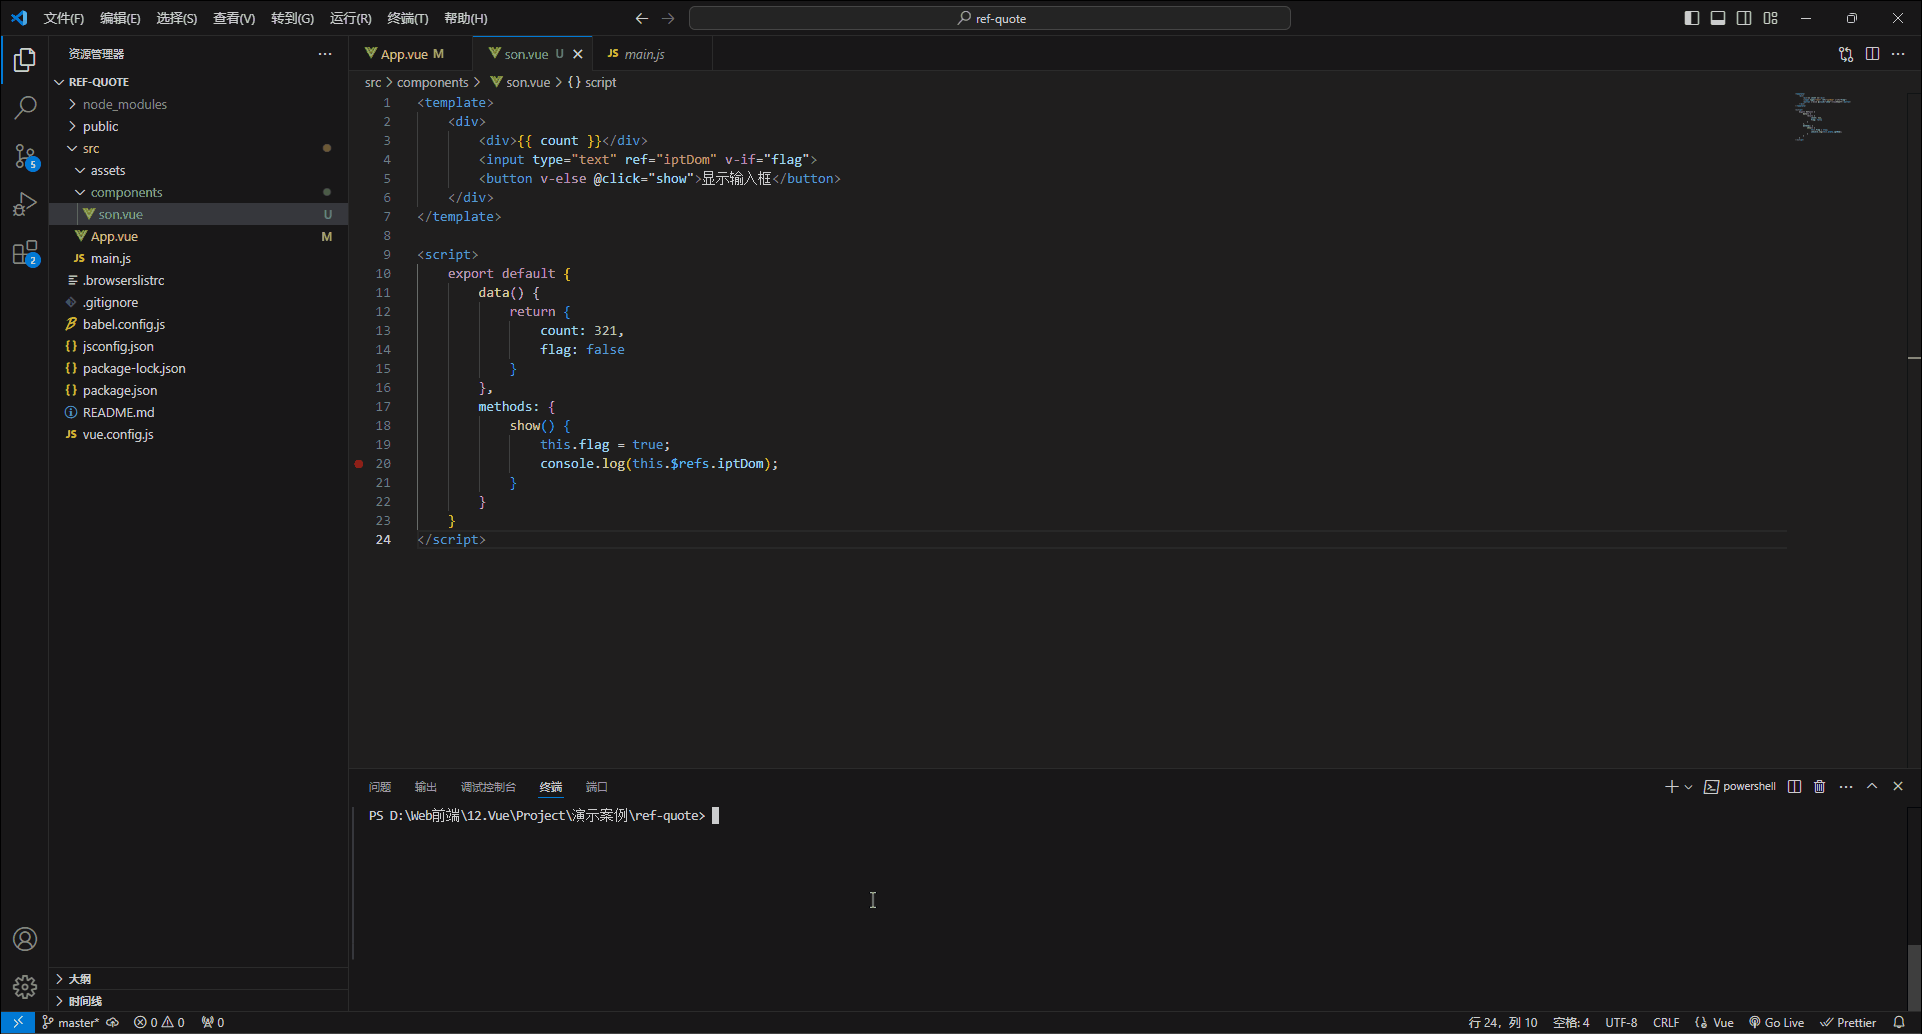 文件(F) 编辑(E) 选择(S) 查看(V) 转到(G) 运行(R) 终端(T) 帮助(H) ref-quote
资源管理器
REF-QUOTE
node_modules
public
src
assets
components
son.vue U
App.vue M
JS main.js
.browserslistrc
.gitignore
babel.config.js
{} jsconfig.json
{} package-lock.json
{} package.json
README.md
JS vue.config.js
大纲
时间线
5
2
App.vue M son.vue U JS main.js
src > components > son.vue > {} script
1 <template>
2 <div>
3 <div>{{ count }}</div>
4 <input type="text" ref="iptDom" v-if="flag">
5 <button v-else @click="show">显示输入框</button>
6 </div>
7 </template>
8
9 <script>
10 export default {
11 data() {
12 return {
13 count: 321,
14 flag: false
15 }
16 },
17 methods: {
18 show() {
19 this.flag = true;
20 console.log(this.$refs.iptDom);
21 }
22 }
23 }
24 </script>
问题 输出 调试控制台 终端 端口 powershell
PS D:\Web前端\12.Vue\Project\演示案例\ref-quote>
master* 0 0 0 行 24，列 10 空格: 4 UTF-8 CRLF {} Vue Go Live Prettier